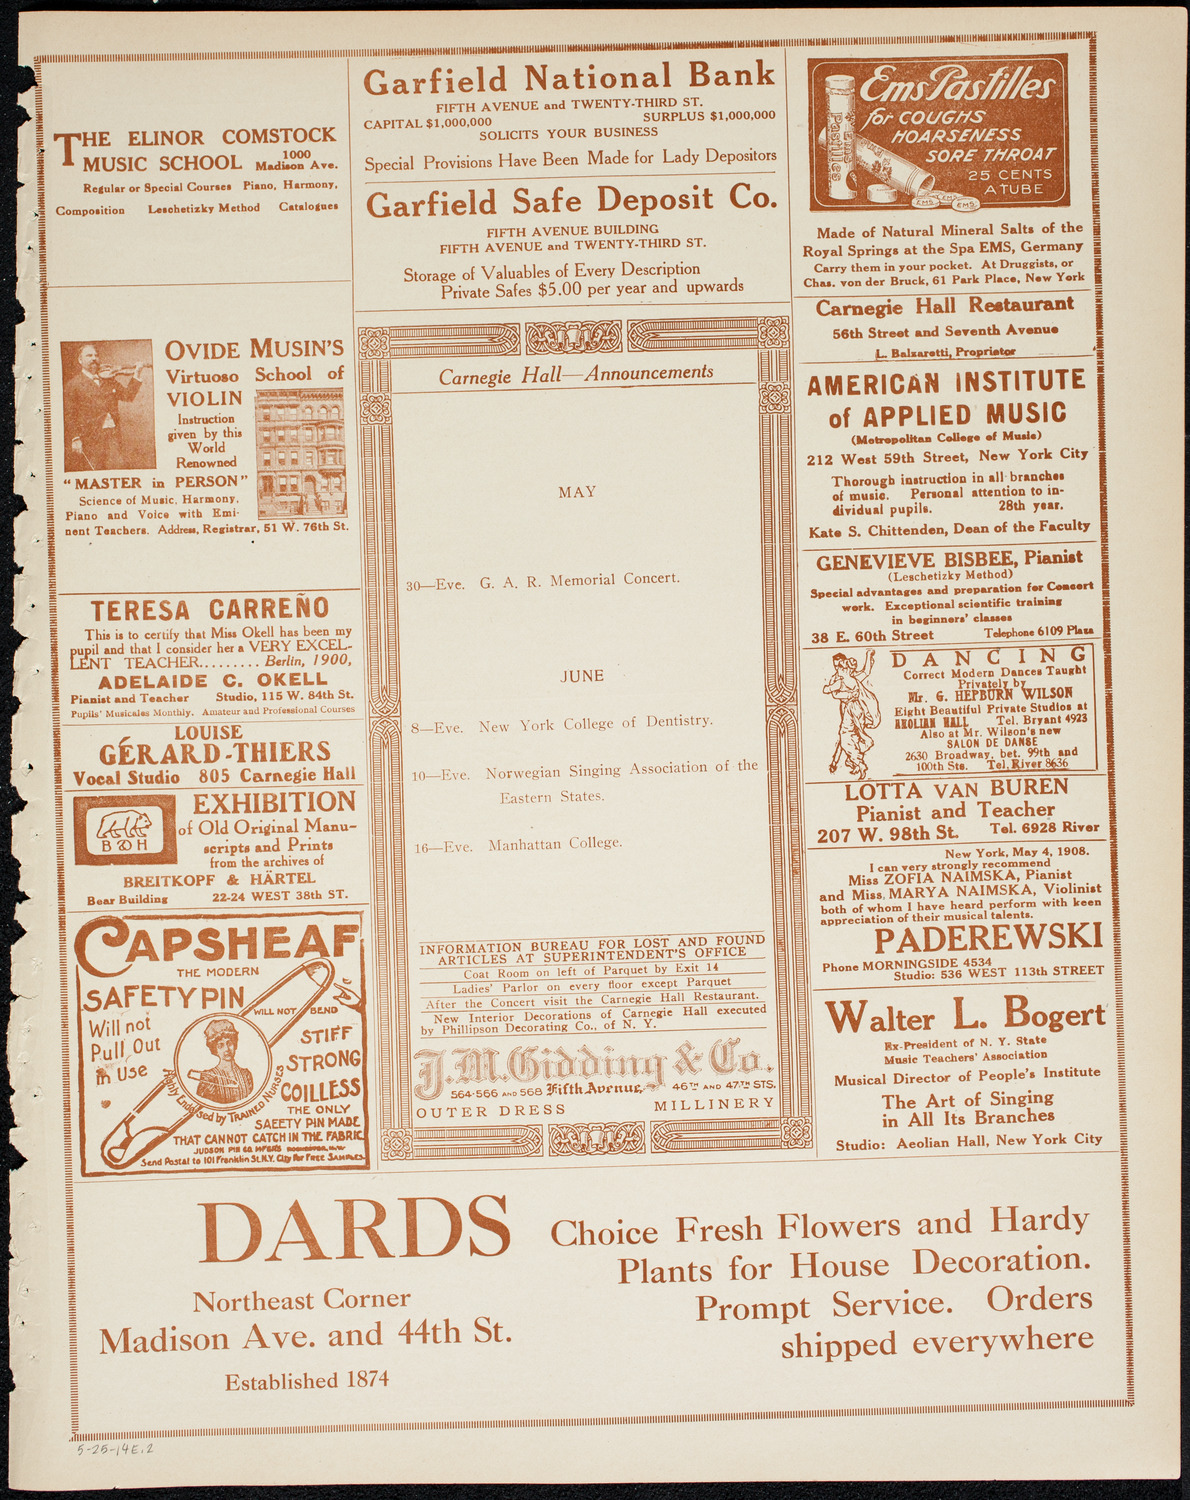 THE ELINOR COMSTOCK
MUSIC SCHOOL 1000 Madison Ave.
Regular or Special Courses Piano, Harmony,
Composition Leschetizky Method Catalogues
OVIDE MUSIN'S
Virtuoso School of
VIOLIN
Instruction
given by this
World
Renowned
"MASTER in PERSON"
Science of Music, Harmony,
Piano and Voice with Emi-
nent Teachers. Address, Registrar, 51 W. 76th St.
TERESA CARREÑO
This is to certify that Miss Okell has been my
pupil and that I consider her a VERY EXCEL-
LENT TEACHER......... Berlin, 1900,
ADELAIDE C. OKELL
Pianist and Teacher Studio, 115 W. 84th St.
Pupils' Musicales Monthly. Amateur and Professional Courses
LOUISE
GÉRARD-THIERS
Vocal Studio 805 Carnegie Hall
B & H
EXHIBITION
of Old Original Manu-
scripts and Prints
from the archives of
BREITKOPF & HÄRTEL
Bear Building 22-24 WEST 38th ST.
CAPSHEAF
THE MODERN
SAFETY PIN
WILL NOT BEND
Will not
Pull Out
in Use
STIFF
STRONG
COILLESS
Highly Endorsed by TRAINED NURSES
THE ONLY
SAFETY PIN MADE
THAT CANNOT CATCH IN THE FABRIC
JUDSON PIN CO. MFGRS ROCHESTER, N.Y.
Send Postal to 101 Franklin St. N.Y. City for FREE SAMPLES.
Garfield National Bank
FIFTH AVENUE and TWENTY-THIRD ST.
CAPITAL $1,000,000 SURPLUS $1,000,000
SOLICITS YOUR BUSINESS
Special Provisions Have Been Made for Lady Depositors
Garfield Safe Deposit Co.
FIFTH AVENUE BUILDING
FIFTH AVENUE and TWENTY-THIRD ST.
Storage of Valuables of Every Description
Private Safes $5.00 per year and upwards
Carnegie Hall—Announcements
MAY
30—Eve. G. A. R. Memorial Concert.
JUNE
8—Eve. New York College of Dentistry.
10—Eve. Norwegian Singing Association of the
Eastern States.
16—Eve. Manhattan College.
INFORMATION BUREAU FOR LOST AND FOUND
ARTICLES AT SUPERINTENDENT'S OFFICE
Coat Room on left of Parquet by Exit 14
Ladies' Parlor on every floor except Parquet
After the Concert visit the Carnegie Hall Restaurant.
New Interior Decorations of Carnegie Hall executed
by Phillipson Decorating Co., of N. Y.
J. M. Gidding & Co.
564-566 AND 568 Fifth Avenue, 46TH AND 47TH STS.
OUTER DRESS MILLINERY
Ems Pastilles
for COUGHS
HOARSENESS
SORE THROAT
25 CENTS
A TUBE
Made of Natural Mineral Salts of the
Royal Springs at the Spa EMS, Germany
Carry them in your pocket. At Druggists, or
Chas. von der Bruck, 61 Park Place, New York
Carnegie Hall Restaurant
56th Street and Seventh Avenue
L. Balzaretti, Proprietor
AMERICAN INSTITUTE
of APPLIED MUSIC
(Metropolitan College of Music)
212 West 59th Street, New York City
Thorough instruction in all branches
of music. Personal attention to in-
dividual pupils. 28th year.
Kate S. Chittenden, Dean of the Faculty
GENEVIEVE BISBEE, Pianist
(Leschetizky Method)
Special advantages and preparation for Concert
work. Exceptional scientific training
in beginners' classes
38 E. 60th Street Telephone 6109 Plaza
DANCING
Correct Modern Dances Taught
Privately by
Mr. G. HEPBURN WILSON
Eight Beautiful Private Studios at
AEOLIAN HALL Tel. Bryant 4923
Also at Mr. Wilson's new
SALON DE DANSE
2630 Broadway, bet. 99th and
100th Sts. Tel. River 8636
LOTTA VAN BUREN
Pianist and Teacher
207 W. 98th St. Tel. 6928 River
New York, May 4, 1908.
I can very strongly recommend
Miss ZOFIA NAIMSKA, Pianist
and Miss MARYA NAIMSKA, Violinist
both of whom I have heard perform with keen
appreciation of their musical talents.
PADEREWSKI
Phone MORNINGSIDE 4534
Studio: 536 WEST 113th STREET
Walter L. Bogert
Ex-President of N. Y. State
Music Teachers' Association
Musical Director of People's Institute
The Art of Singing
in All Its Branches
Studio: Aeolian Hall, New York City
DARDS
Northeast Corner
Madison Ave. and 44th St.
Established 1874
Choice Fresh Flowers and Hardy
Plants for House Decoration.
Prompt Service. Orders
shipped everywhere
5-25-14E.2